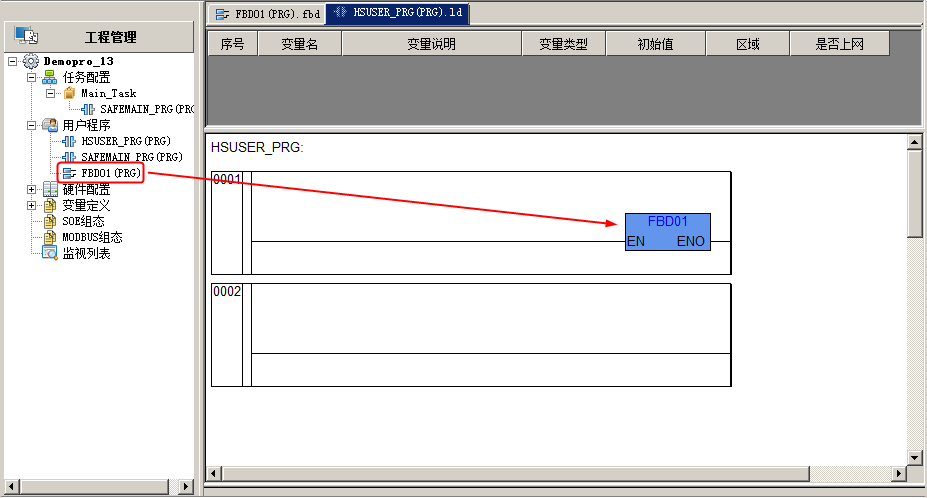 工程管理
Demopro_13
任务配置
Main_Task
SAFEMAIN_PRG(PRG
用户程序
HSUSER_PRG(PRG)
SAFEMAIN_PRG(PRG)
FBD01(PRG)
硬件配置
变量定义
SOE组态
MODBUS组态
监视列表
FBD01(PRG).fbd HSUSER_PRG(PRG).ld
序号 变量名 变量说明 变量类型 初始值 区域 是否上网
HSUSER_PRG:
0001
FBD01
EN ENO
0002